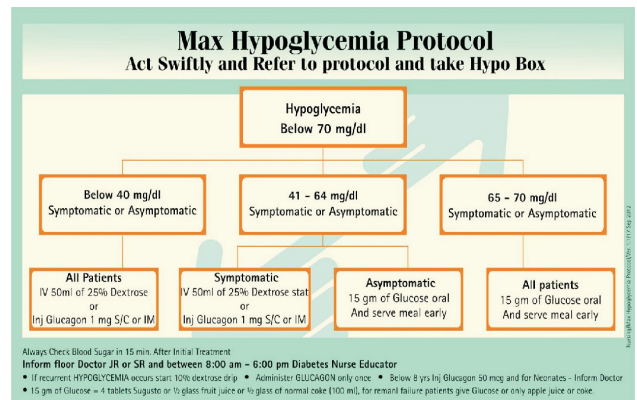 Max Hypoglycemia Protocol
Act Swiftly and Refer to protocol and take Hypo Box
Hypoglycemia
Below 70 mg/dl
Below 40 mg/dl
Symptomatic or Asymptomatic
41 - 64 mg/dl
Symptomatic or Asymptomatic
65 - 70 mg/dl
Symptomatic or Asymptomatic
All Patients
IV 50ml of 25% Dextrose
or
Inj Glucagon 1 mg S/C or IM
Symptomatic
IV 50ml of 25% Dextrose stat
or
Inj Glucagon 1 mg S/C or IM
Asymptomatic
15 gm of Glucose oral
And serve meal early
All patients
15 gm of Glucose oral
And serve meal early
Always Check Blood Sugar in 15 min. After Initial Treatment
Inform floor Doctor JR or SR and between 8:00 am - 6:00 pm Diabetes Nurse Educator
• If recurrent HYPOGLYCEMIA occurs start 10% dextrose drip • Administer GLUCAGON only once • Below 8 yrs Inj Glucagon 50 mcg and for Neonates - Inform Doctor
• 15 gm of Glucose = 4 tablets Sugusto or ½ glass fruit juice or ½ glass of normal coke (100 ml), for remanl failure patients give Glucose or only apple juice or coke.